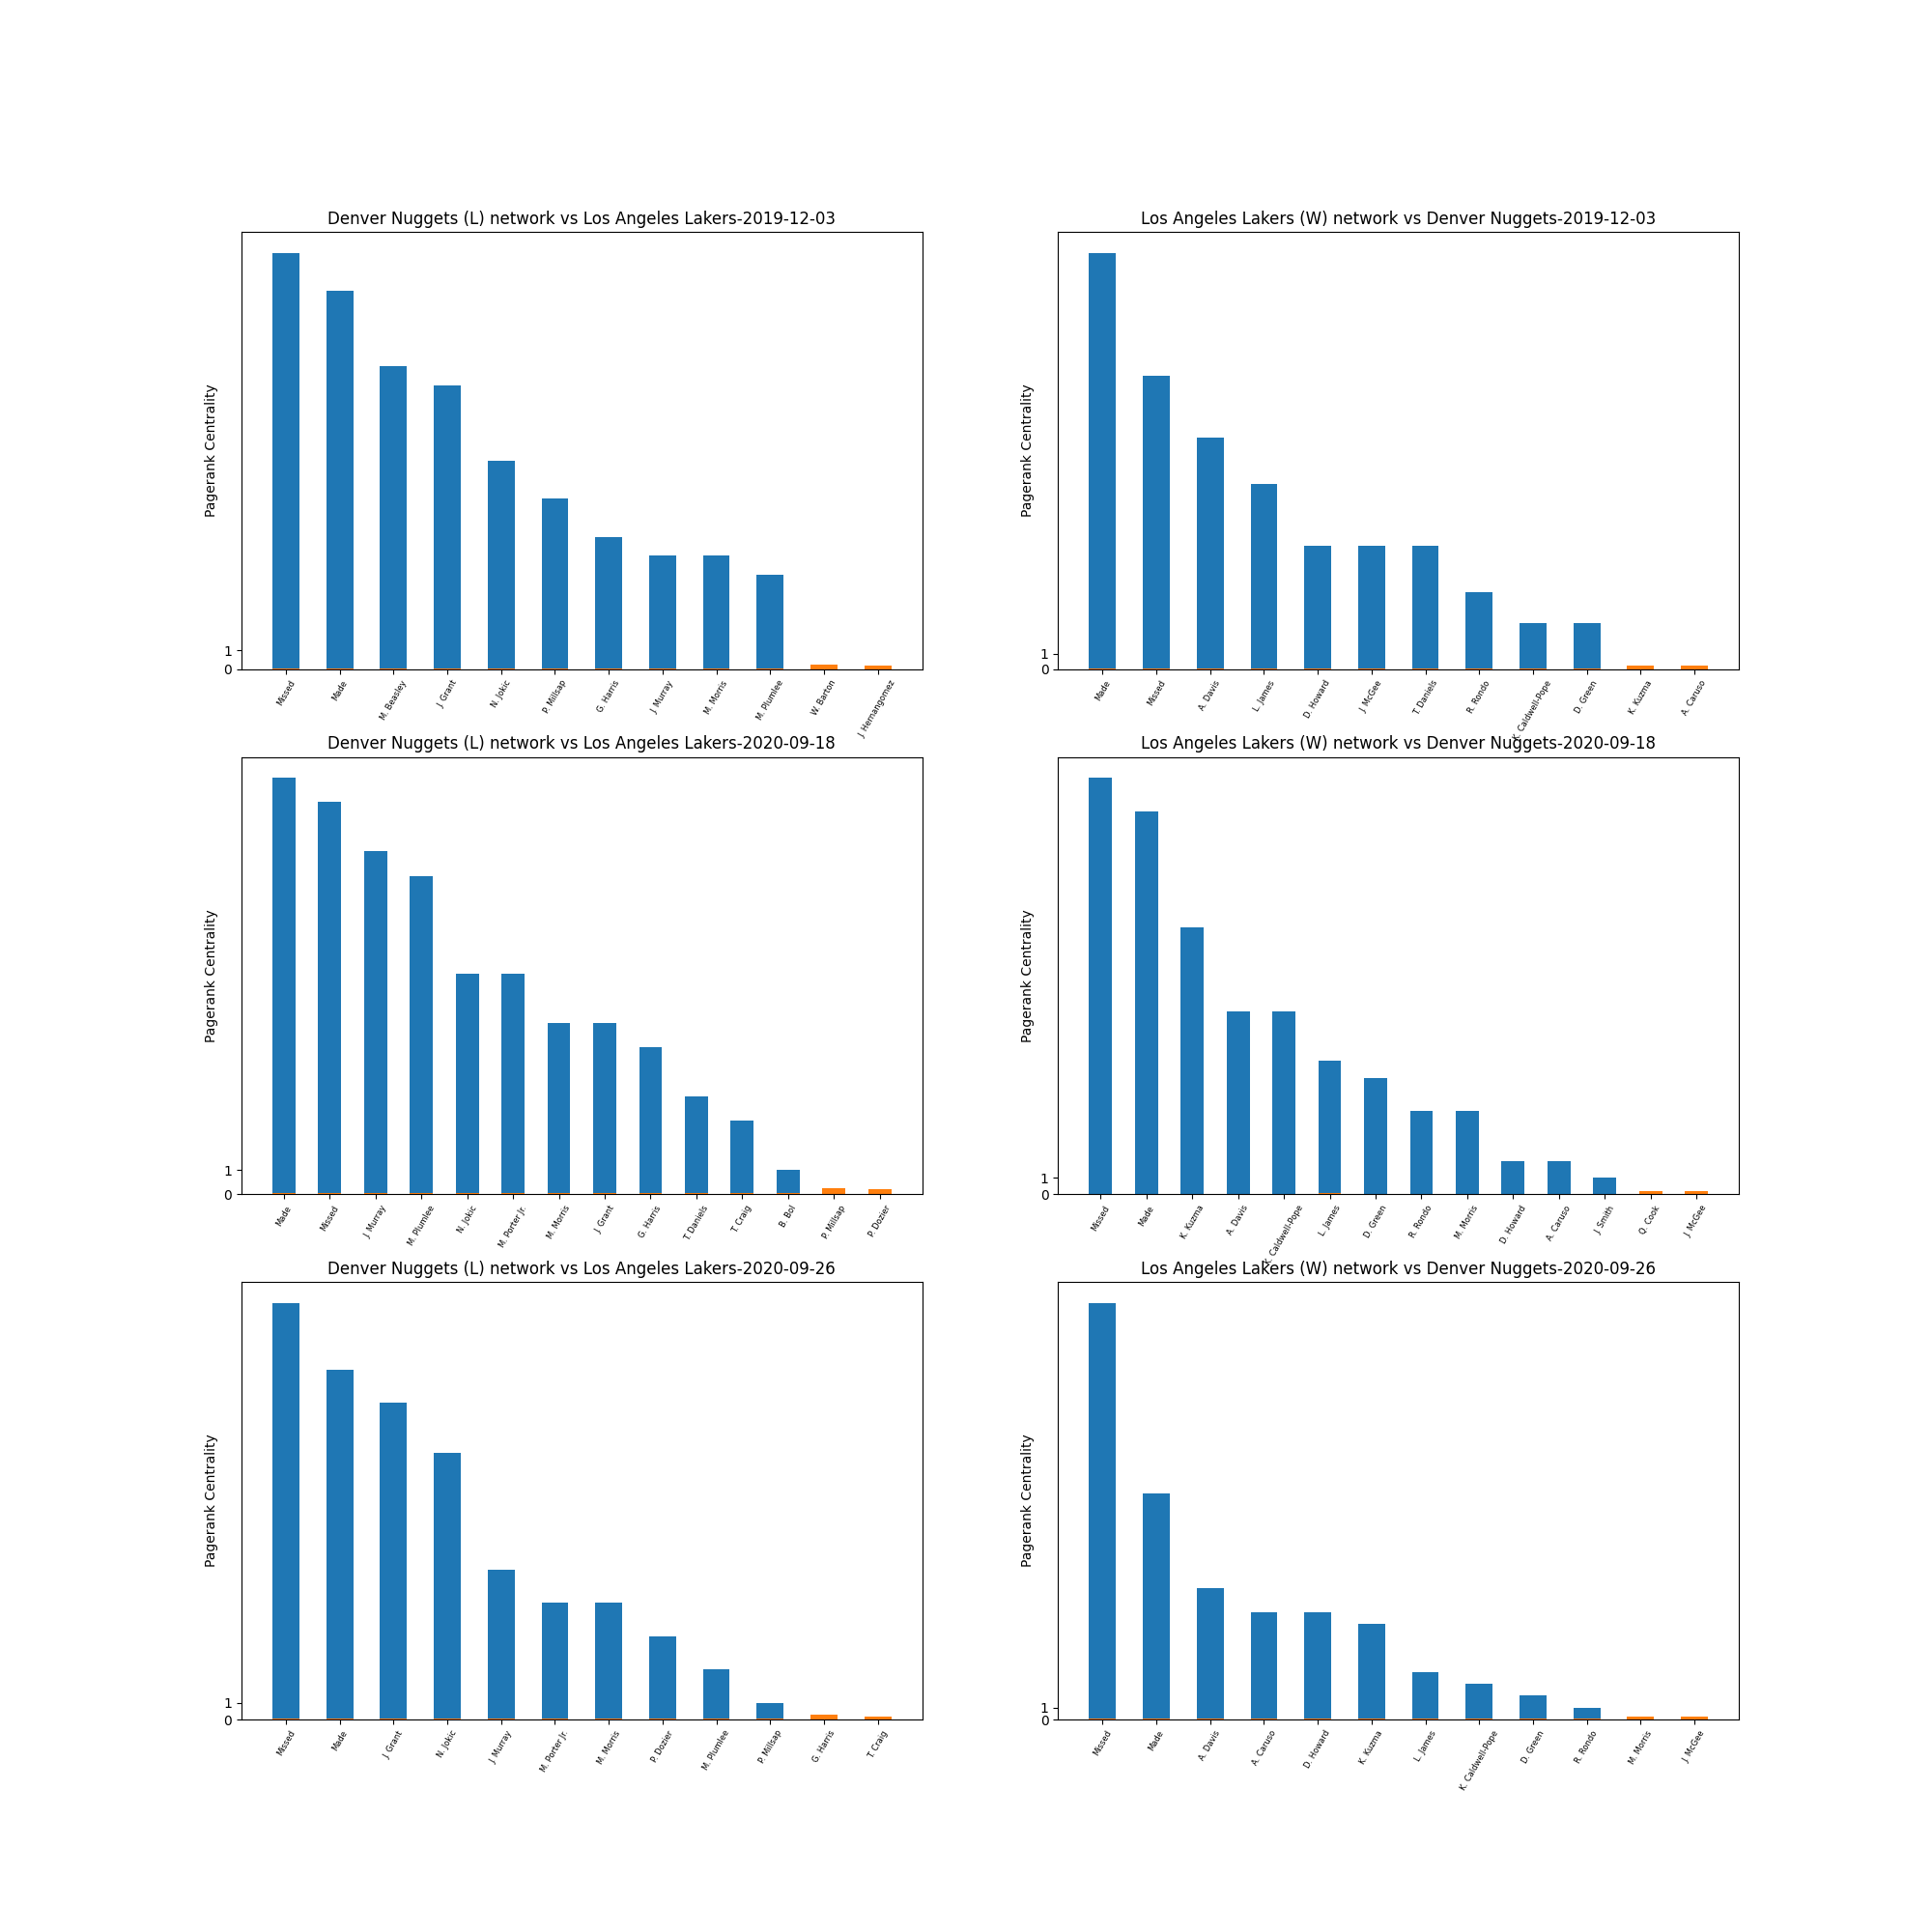 Denver Nuggets (L) network vs Los Angeles Lakers-2019-12-03
Pagerank Centrality
1
0
Missed
Made
M. Beasley
J. Grant
N. Jokic
P. Millsap
G. Harris
J. Murray
M. Morris
M. Plumlee
W. Barton
J. Hernangomez
Los Angeles Lakers (W) network vs Denver Nuggets-2019-12-03
Pagerank Centrality
1
0
Made
Missed
A. Davis
L. James
D. Howard
J. McGee
T. Daniels
R. Rondo
K. Caldwell-Pope
D. Green
K. Kuzma
A. Caruso
Denver Nuggets (L) network vs Los Angeles Lakers-2020-09-18
Pagerank Centrality
1
0
Made
Missed
J. Murray
M. Plumlee
N. Jokic
M. Porter Jr.
M. Morris
J. Grant
G. Harris
T. Daniels
T. Craig
B. Bol
P. Millsap
P. Dozier
Los Angeles Lakers (W) network vs Denver Nuggets-2020-09-18
Pagerank Centrality
1
0
Missed
Made
K. Kuzma
A. Davis
K. Caldwell-Pope
L. James
D. Green
R. Rondo
M. Morris
D. Howard
A. Caruso
J. Smith
Q. Cook
J. McGee
Denver Nuggets (L) network vs Los Angeles Lakers-2020-09-26
Pagerank Centrality
1
0
Missed
Made
J. Grant
N. Jokic
J. Murray
M. Porter Jr.
M. Morris
P. Dozier
M. Plumlee
P. Millsap
G. Harris
T. Craig
Los Angeles Lakers (W) network vs Denver Nuggets-2020-09-26
Pagerank Centrality
1
0
Missed
Made
A. Davis
A. Caruso
D. Howard
K. Kuzma
L. James
K. Caldwell-Pope
D. Green
R. Rondo
M. Morris
J. McGee